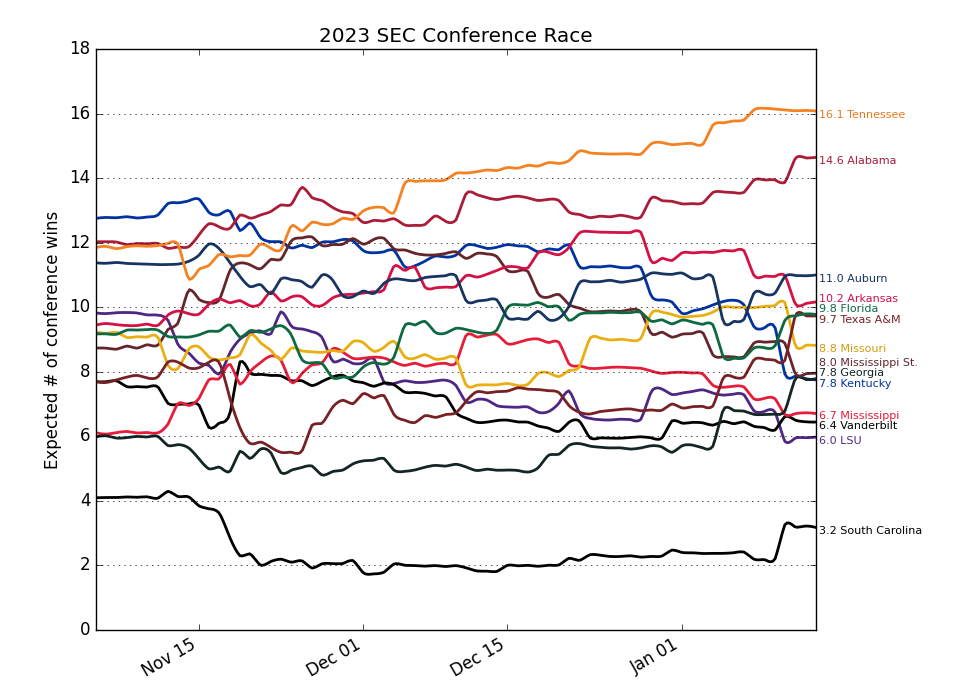 2023 SEC Conference Race
Expected # of conference wins
18
16
14
12
10
8
6
4
2
0
Nov 15
Dec 01
Dec 15
Jan 01
16.1 Tennessee
14.6 Alabama
11.0 Auburn
10.2 Arkansas
9.8 Florida
9.7 Texas A&M
8.8 Missouri
8.0 Mississippi St.
7.8 Georgia
7.8 Kentucky
6.7 Mississippi
6.4 Vanderbilt
6.0 LSU
3.2 South Carolina